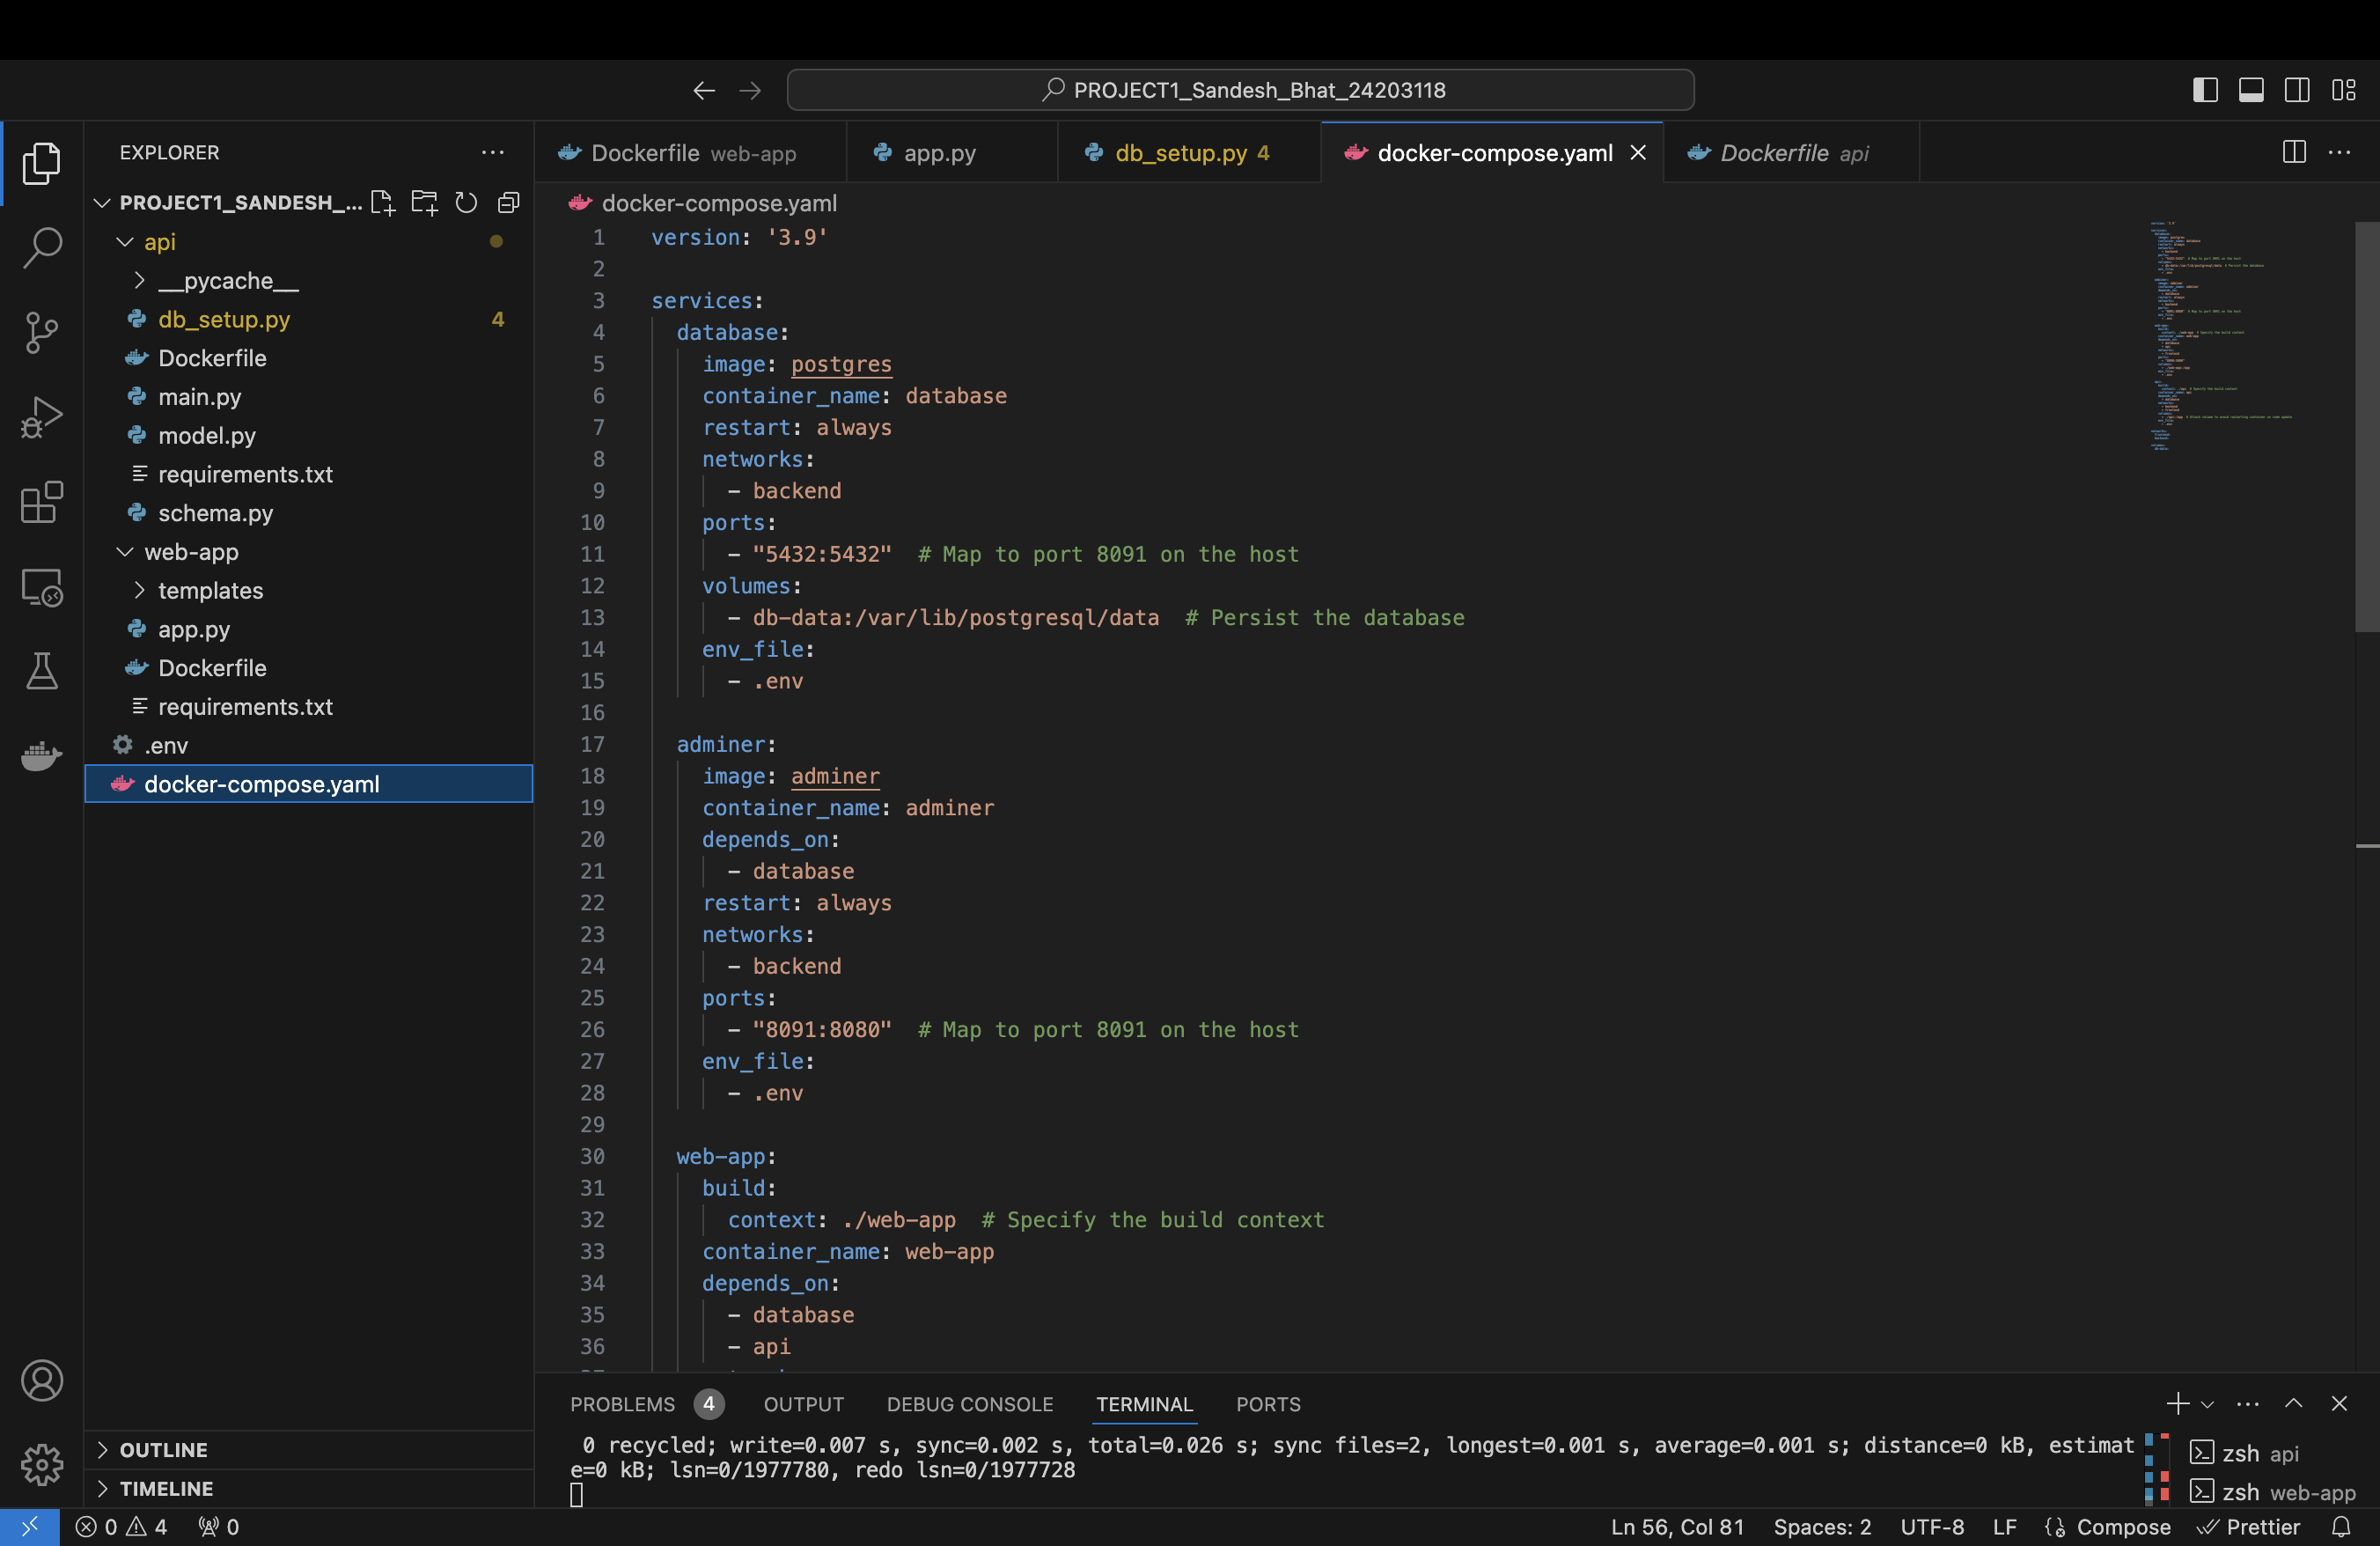 PROJECT1_Sandesh_Bhat_24203118
EXPLORER
PROJECT1_SANDESH_...
api
__pycache__
db_setup.py 4
Dockerfile
main.py
model.py
requirements.txt
schema.py
web-app
templates
app.py
Dockerfile
requirements.txt
.env
docker-compose.yaml
OUTLINE
TIMELINE
Dockerfile web-app
app.py
db_setup.py 4
docker-compose.yaml
Dockerfile api
docker-compose.yaml
1 version: '3.9'
2
3 services:
4 database:
5 image: postgres
6 container_name: database
7 restart: always
8 networks:
9 - backend
10 ports:
11 - "5432:5432" # Map to port 8091 on the host
12 volumes:
13 - db-data:/var/lib/postgresql/data # Persist the database
14 env_file:
15 - .env
16
17 adminer:
18 image: adminer
19 container_name: adminer
20 depends_on:
21 - database
22 restart: always
23 networks:
24 - backend
25 ports:
26 - "8091:8080" # Map to port 8091 on the host
27 env_file:
28 - .env
29
30 web-app:
31 build:
32 context: ./web-app # Specify the build context
33 container_name: web-app
34 depends_on:
35 - database
36 - api
PROBLEMS 4 OUTPUT DEBUG CONSOLE TERMINAL PORTS
0 recycled; write=0.007 s, sync=0.002 s, total=0.026 s; sync files=2, longest=0.001 s, average=0.001 s; distance=0 kB, estimat
e=0 kB; lsn=0/1977780, redo lsn=0/1977728
zsh api
zsh web-app
0 4 0
Ln 56, Col 81 Spaces: 2 UTF-8 LF Compose Prettier